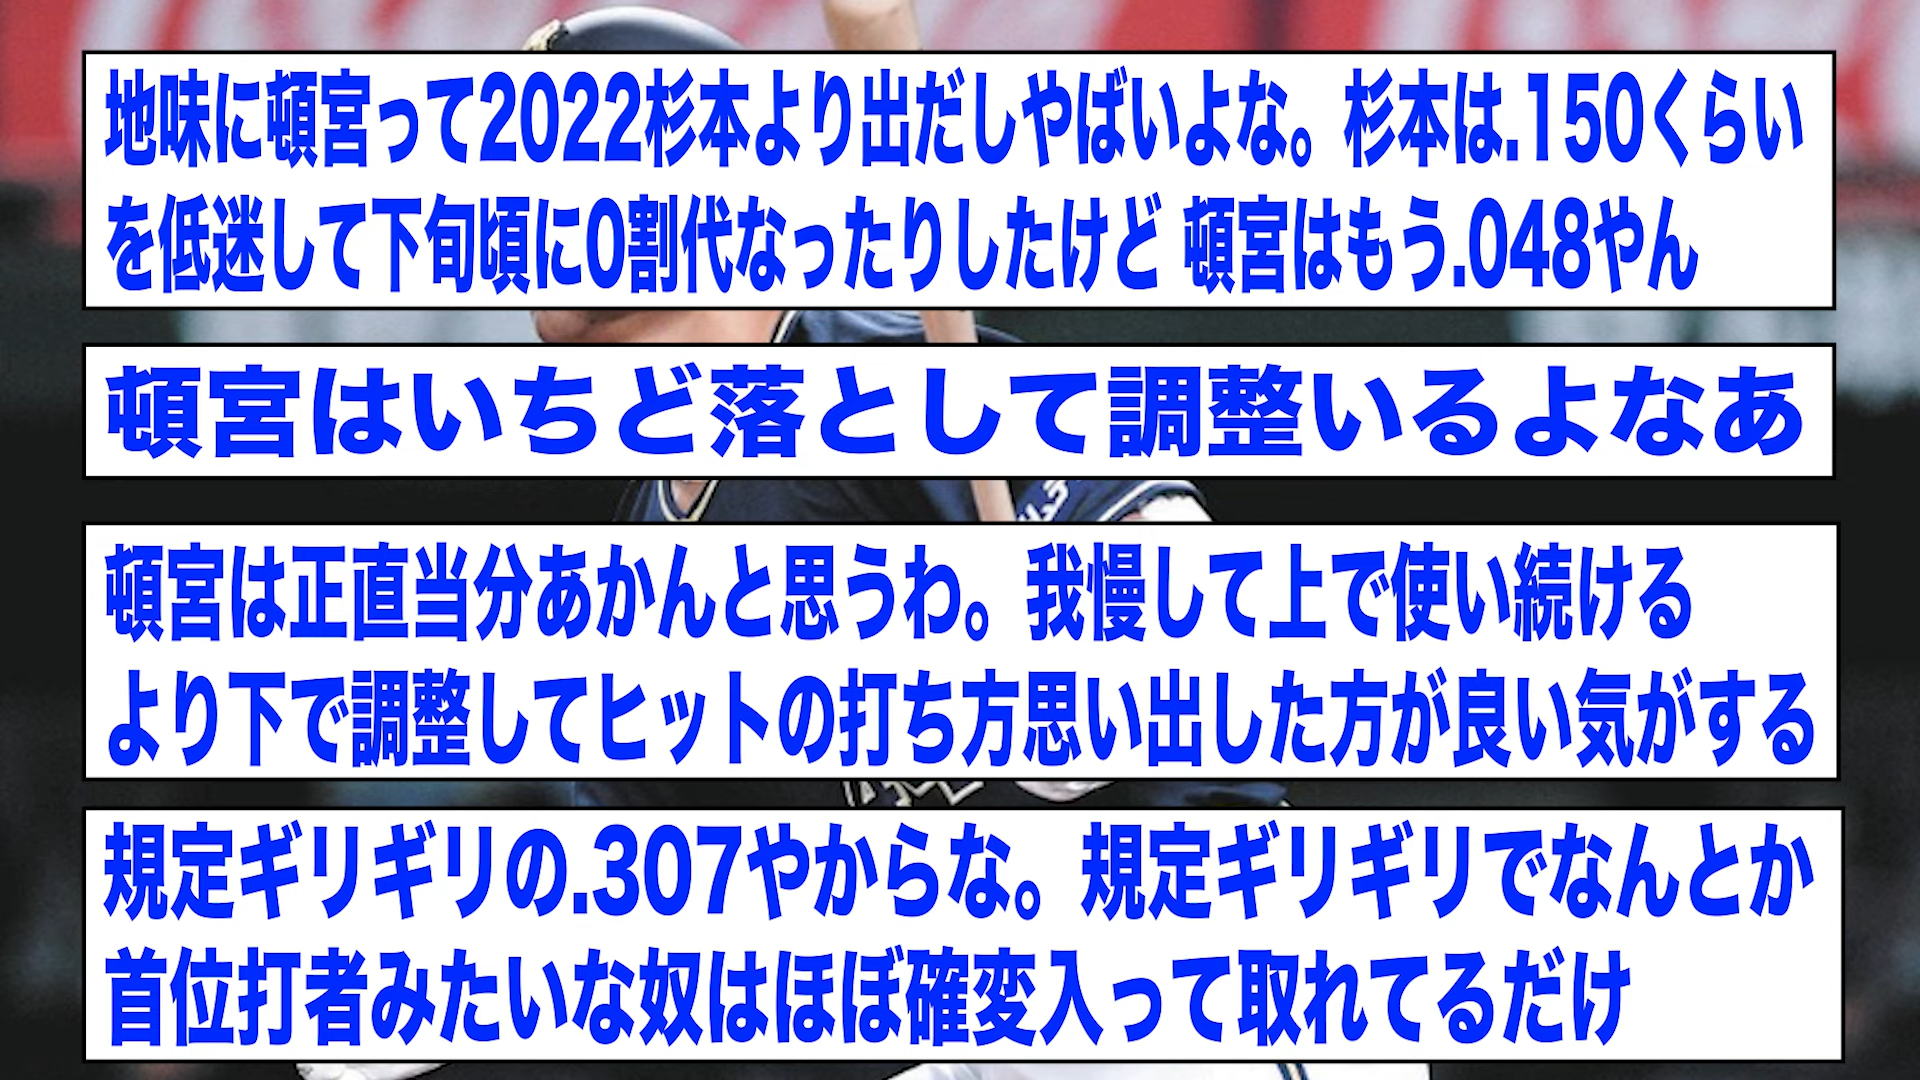 地味に頓宮って2022杉本より出だしやばいよな。杉本は.150くらい
を低迷して下旬頃に0割代なったりしたけど 頓宮はもう.048やん
頓宮はいちど落として調整いるよなあ
頓宮は正直当分あかんと思うわ。我慢して上で使い続ける
より下で調整してヒットの打ち方思い出した方が良い気がする
規定ギリギリの.307やからな。規定ギリギリでなんとか
首位打者みたいな奴はほぼ確変入って取れてるだけ